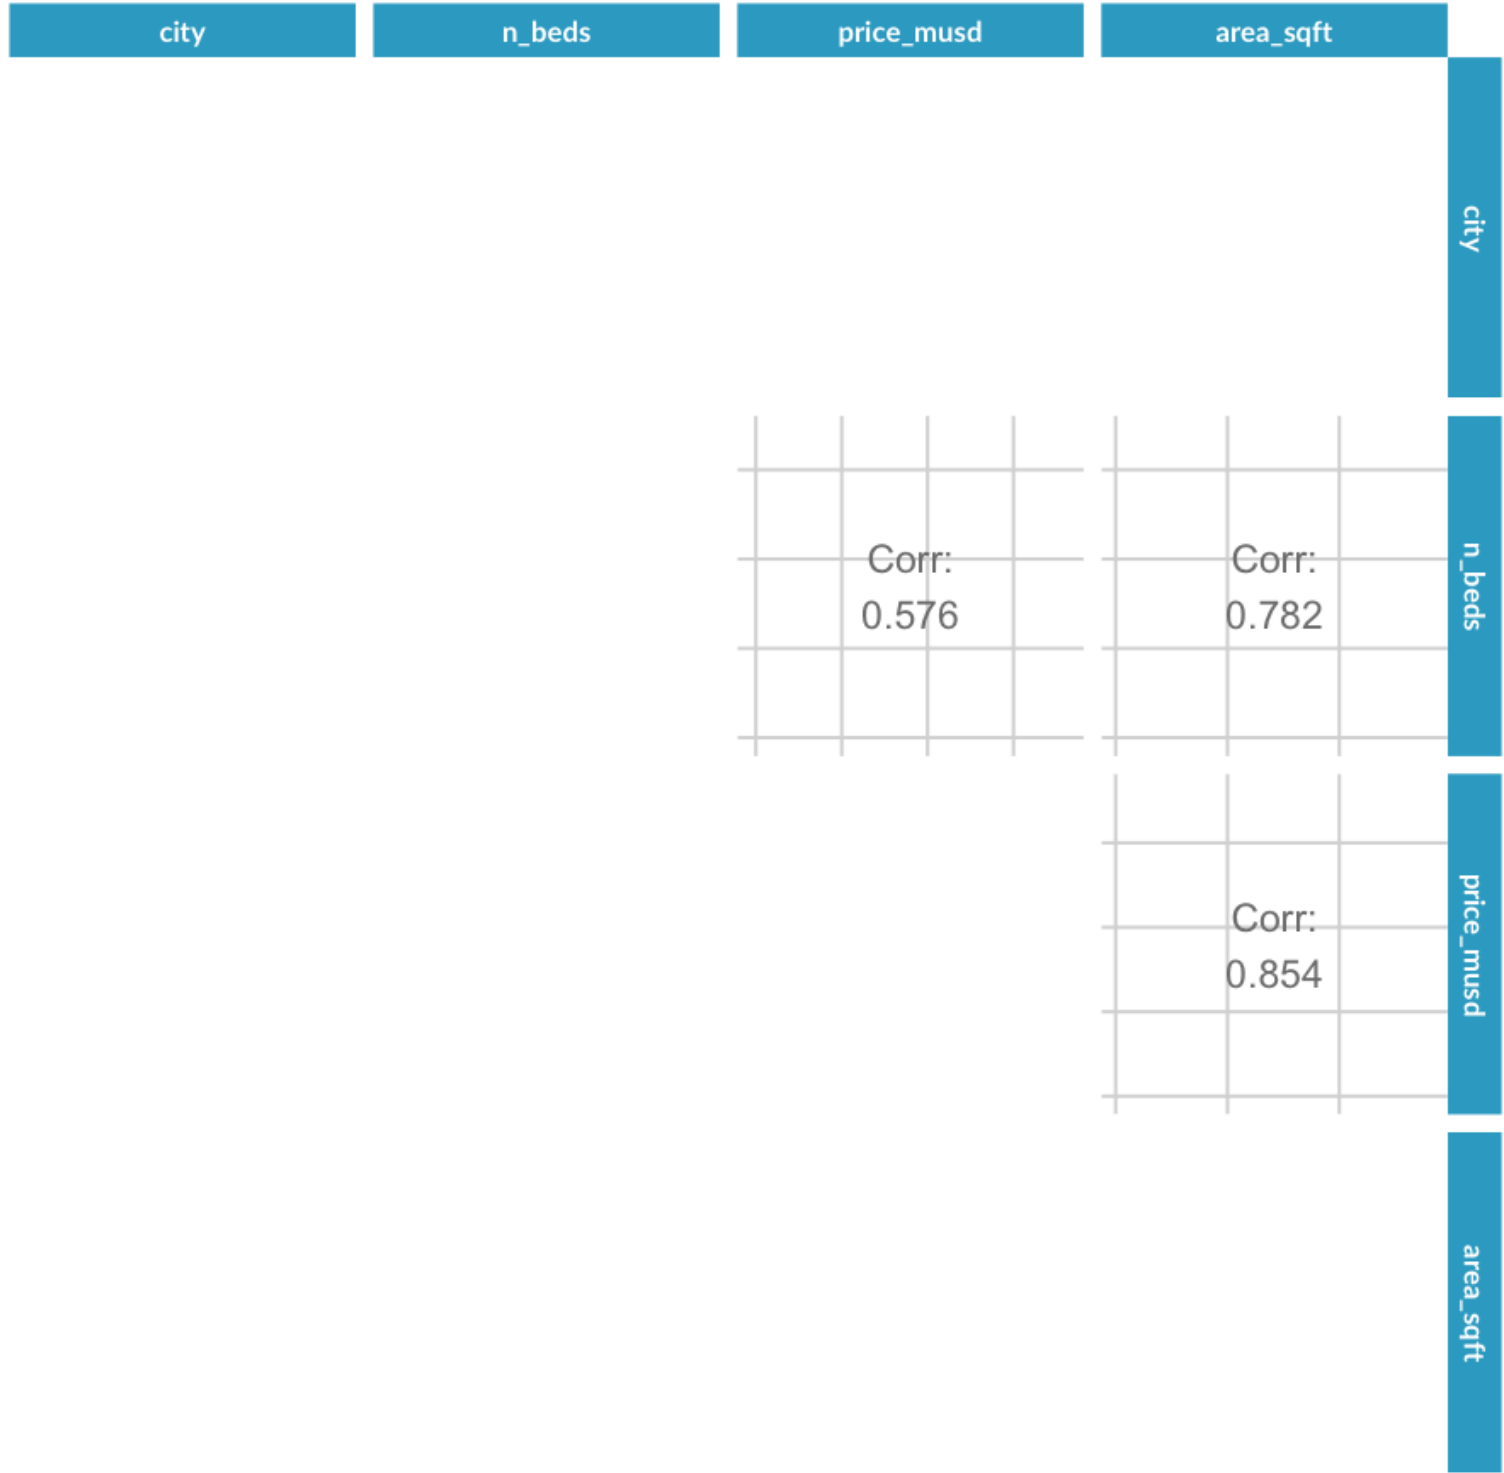 city
n_beds
price_musd
area_sqft
city
Corr:
0.576
Corr:
0.782
n_beds
Corr:
0.854
price_musd
area_sqft